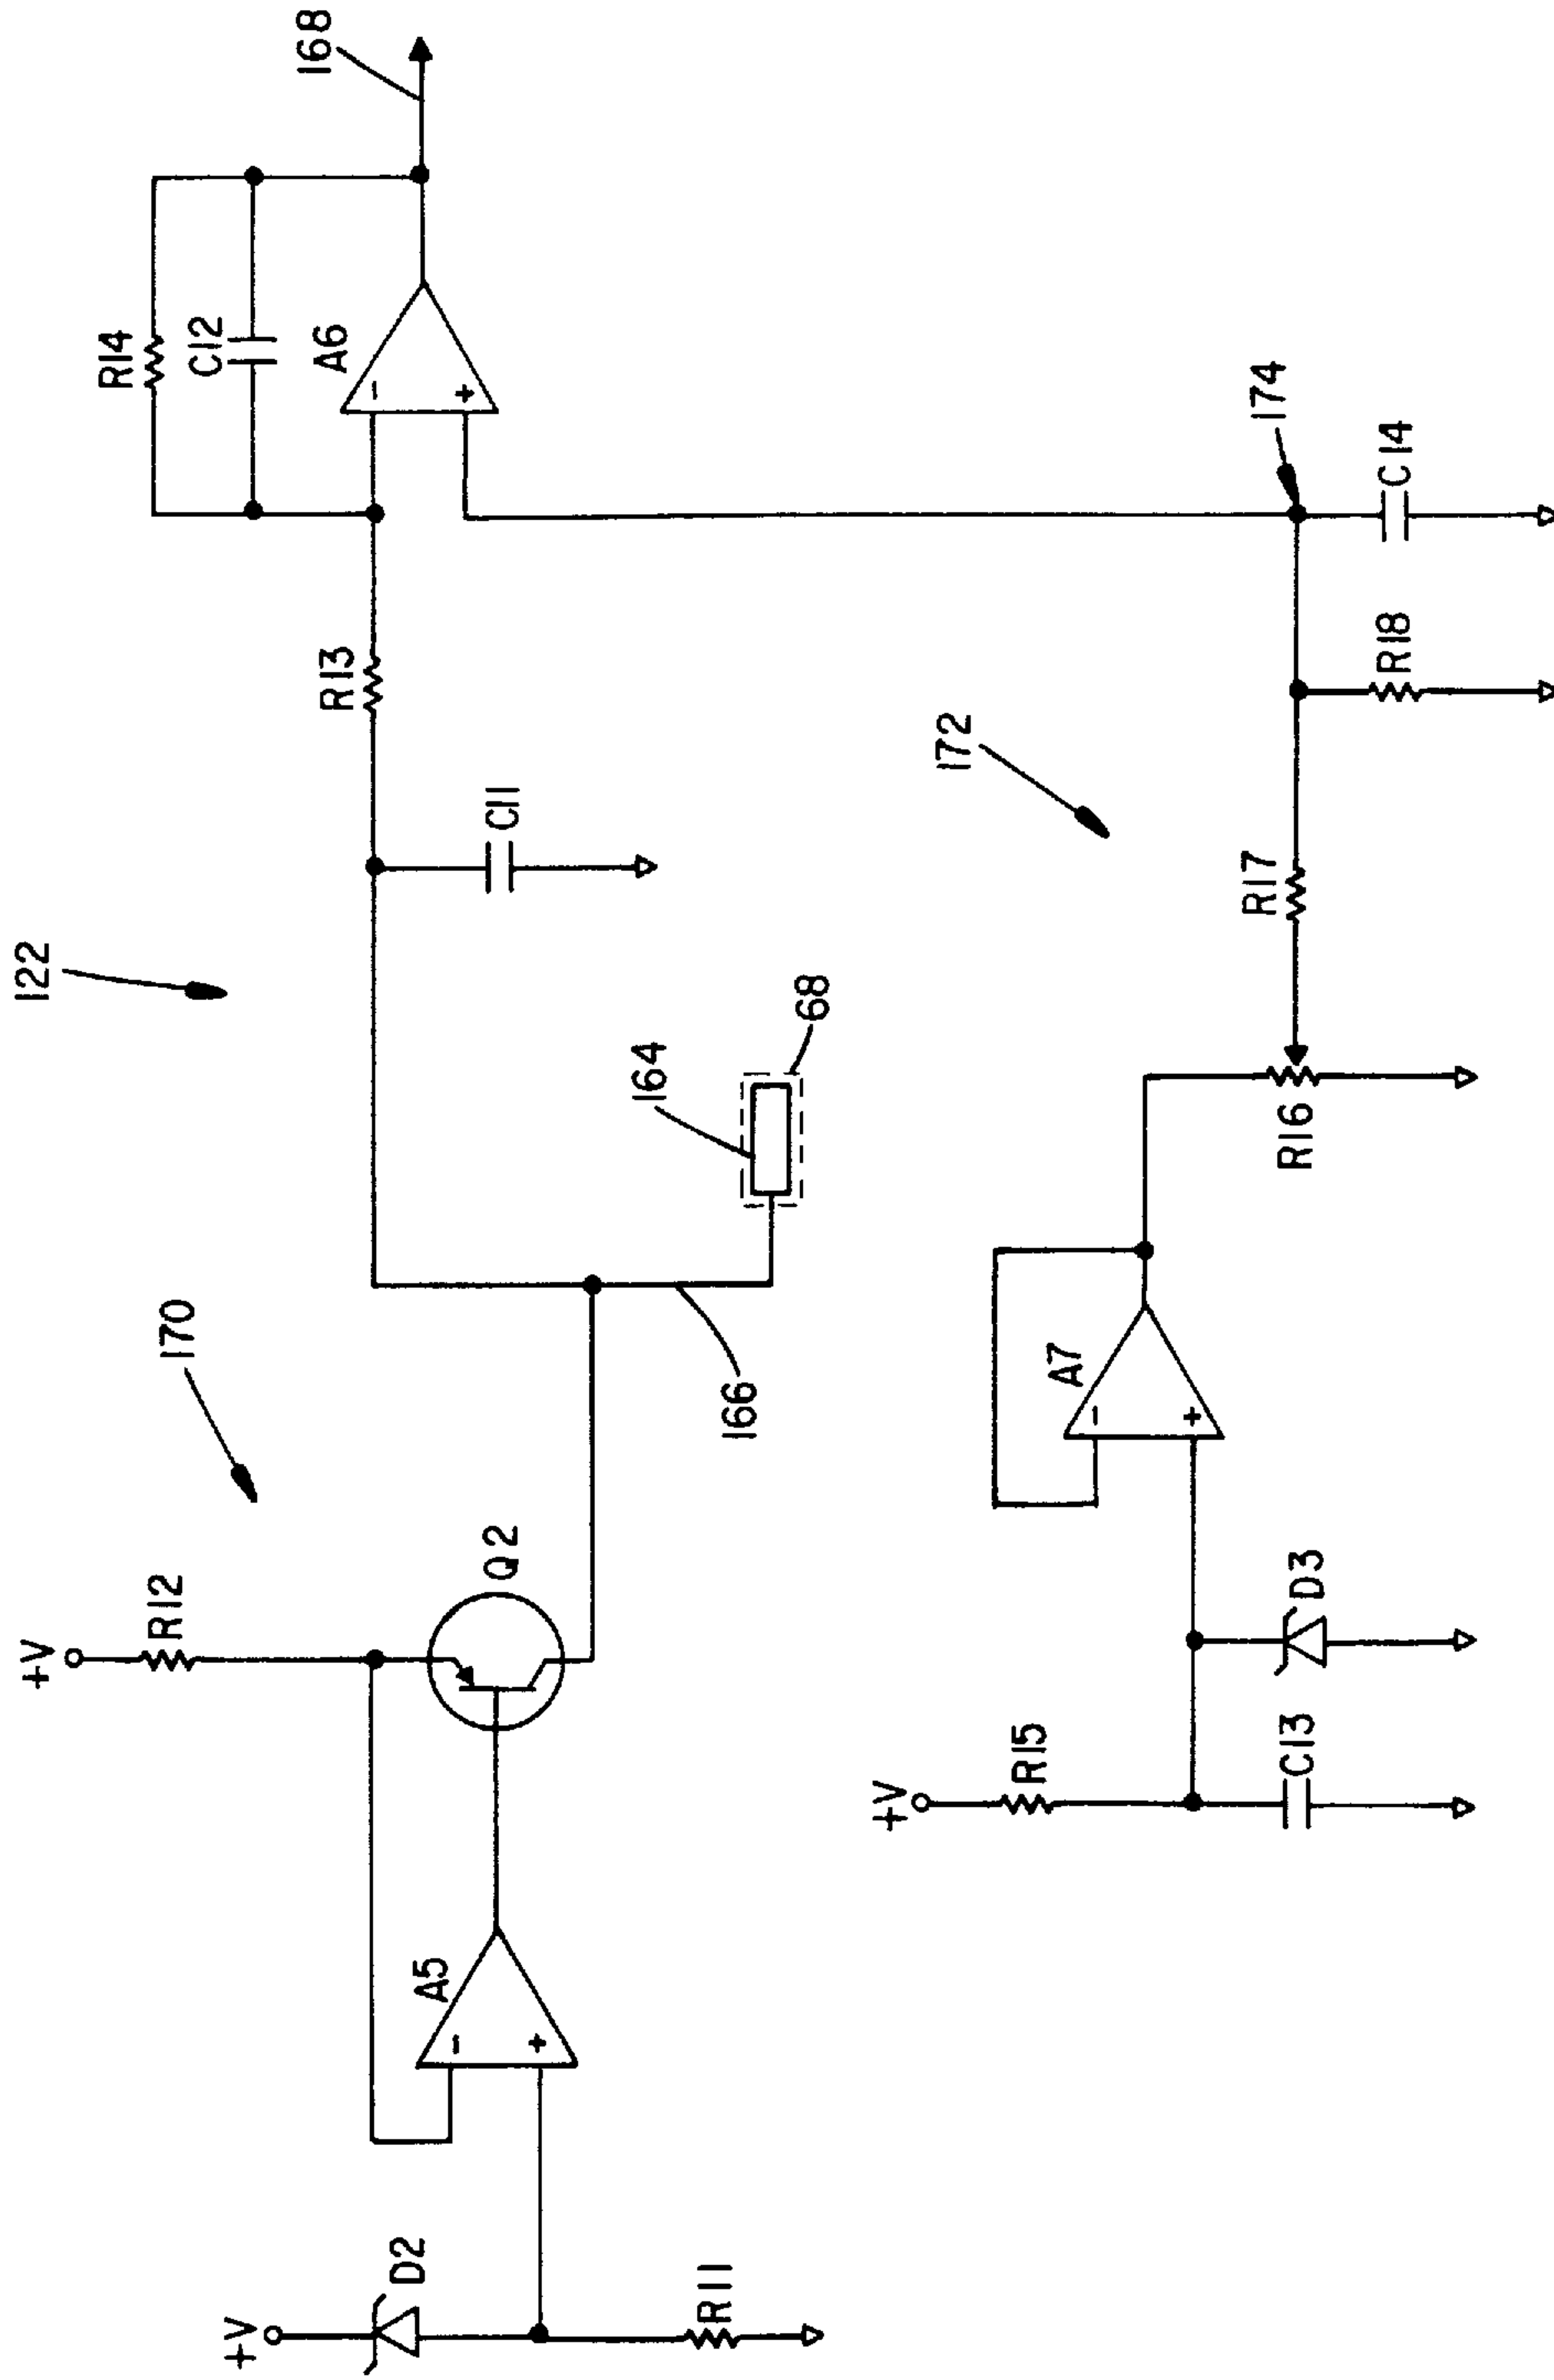 122
170
168
+V
R12
R14
C12
A6
-
+
R13
C11
Q2
+V
D2
A5
-
+
R11
166
164
68
172
174
+V
R15
C13
D3
A7
-
+
R16
R17
R18
C14